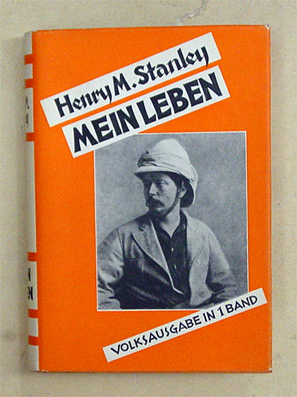 Henry M. Stanley
MEIN LEBEN
VOLKSAUSGABE IN 1 BAND